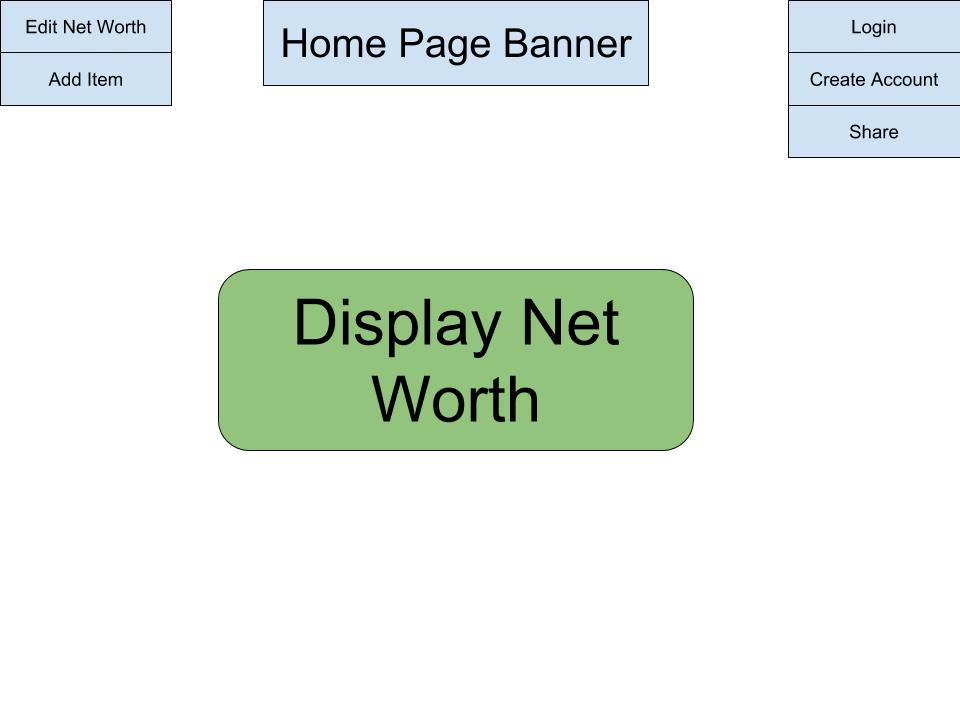 Edit Net Worth
Add Item
Home Page Banner
Login
Create Account
Share
Display Net
Worth